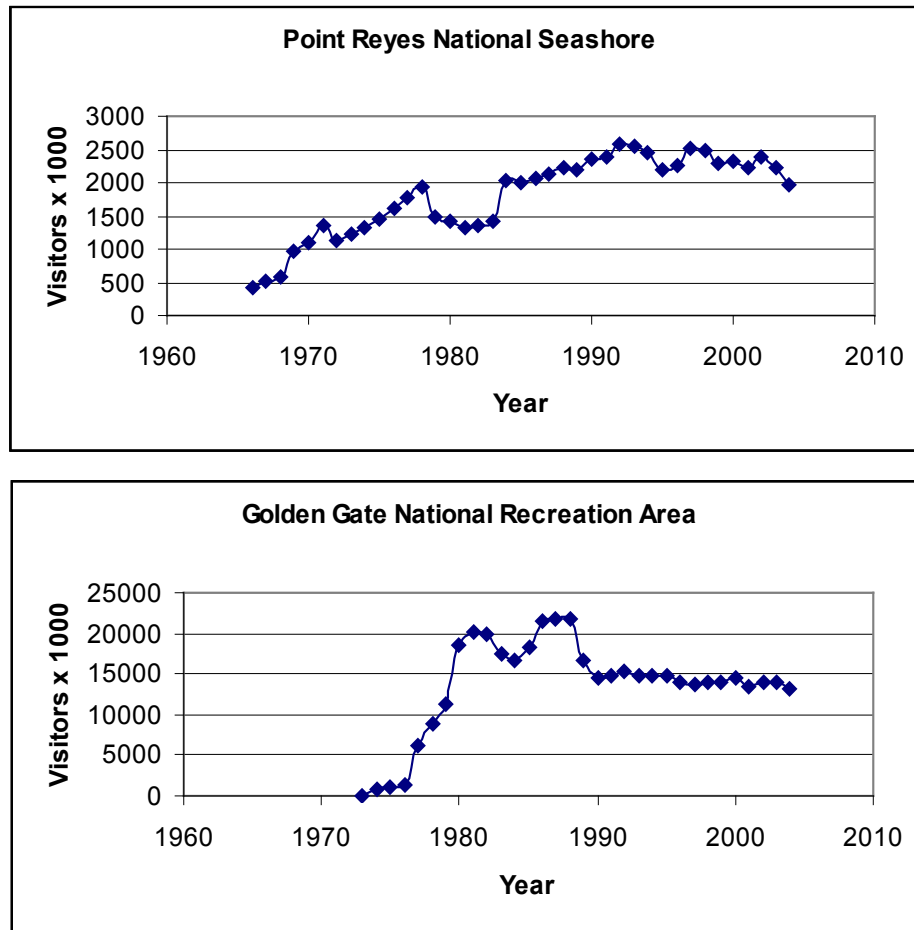 Point Reyes National Seashore
3000
2500
2000
1500
1000
500
0
Visitors x 1000
1960 1970 1980 1990 2000 2010
Year
Golden Gate National Recreation Area
25000
20000
15000
10000
5000
0
Visitors x 1000
1960 1970 1980 1990 2000 2010
Year